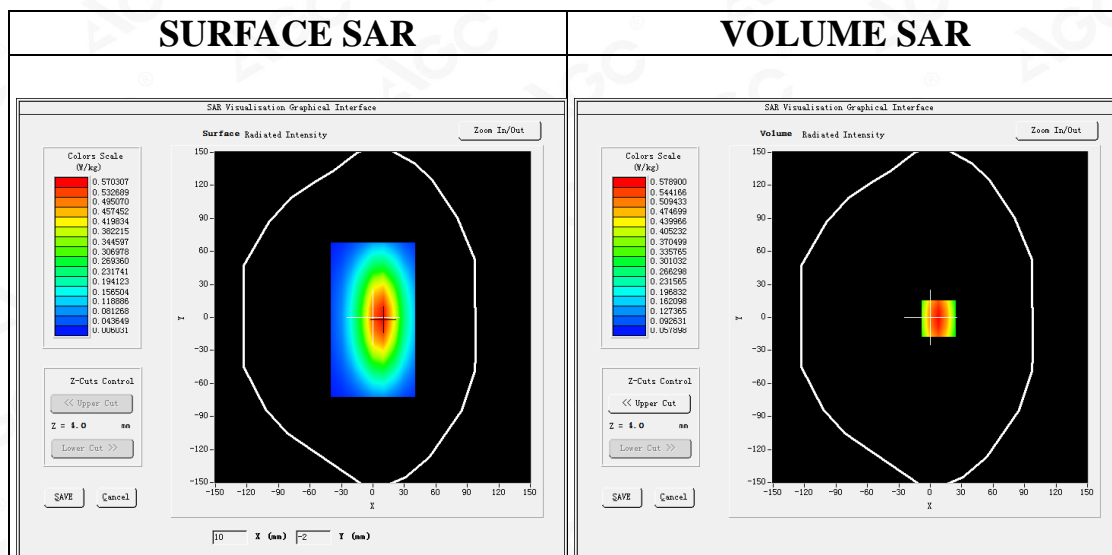 SURFACE SAR
VOLUME SAR
SAR Visualisation Graphical Interface
Surface Radiated Intensity
Zoom In/Out
Colors Scale
(W/kg)
0.570307
0.532689
0.495070
0.457452
0.419834
0.382215
0.344597
0.306978
0.269360
0.231741
0.194123
0.156504
0.118886
0.081268
0.043649
0.006031
150
120
90
60
30
0
-30
-60
-90
-120
-150
Y
-150 -120 -90 -60 -30 0 30 60 90 120 150
X
Z-Cuts Control
<< Upper Cut
Z = 4.0 mm
Lower Cut >>
SAVE
Cancel
10 X (mm) -2 Y (mm)
SAR Visualisation Graphical Interface
Volume Radiated Intensity
Zoom In/Out
Colors Scale
(W/kg)
0.578900
0.544166
0.509433
0.474699
0.439966
0.405232
0.370499
0.335765
0.301032
0.266298
0.231565
0.196832
0.162098
0.127365
0.092631
0.057898
150
120
90
60
30
0
-30
-60
-90
-120
-150
Y
-150 -120 -90 -60 -30 0 30 60 90 120 150
X
Z-Cuts Control
<< Upper Cut
Z = 4.0 mm
Lower Cut >>
SAVE
Cancel